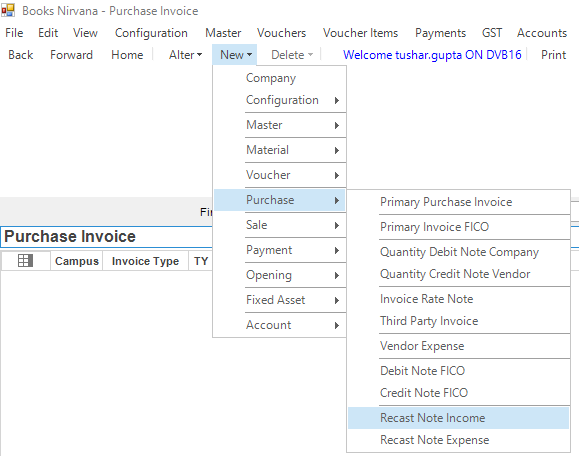 Books Nirvana - Purchase Invoice
File Edit View Configuration Master Vouchers Voucher Items Payments GST Accounts
Back Forward Alter New Delete Welcome tushar.gupta ON DVB16 Print
Company
Configuration
Master
Material
Voucher
Purchase
Sale
Payment
Opening
Fixed Asset
Account
Primary Purchase Invoice
Primary Invoice FICO
Quantity Debit Note Company
Quantity Credit Note Vendor
Invoice Rate Note
Third Party Invoice
Vendor Expense
Debit Note FICO
Credit Note FICO
Recast Note Income
Recast Note Expense
Purchase Invoice
Campus Invoice Type TY